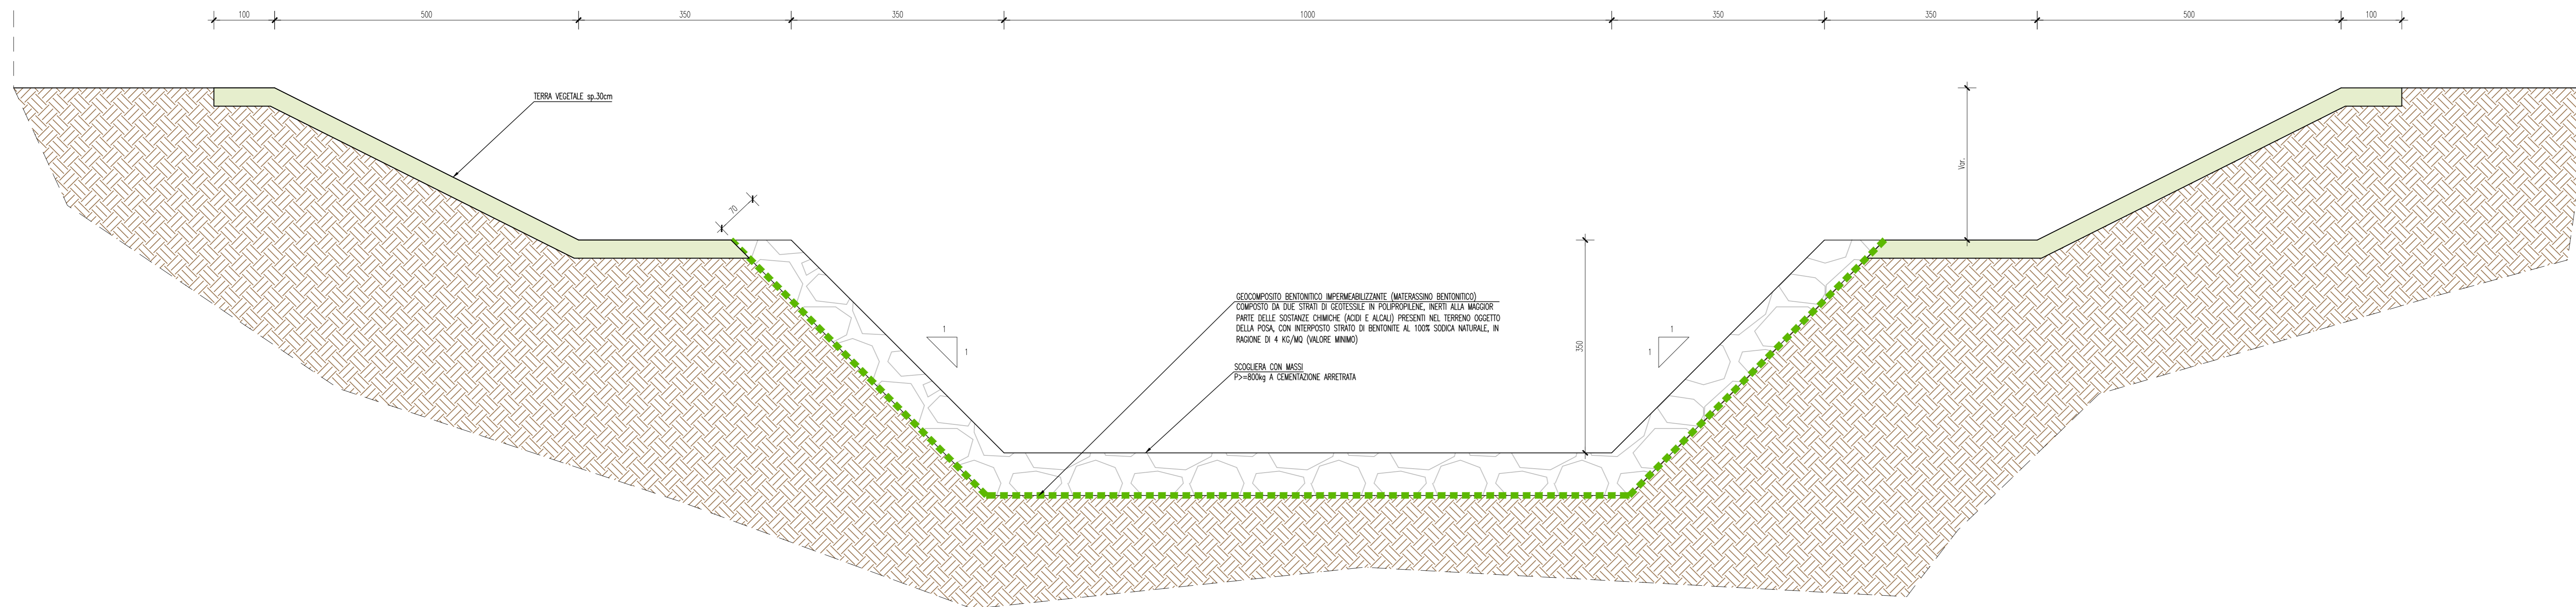 100 500 350 350 1000 350 350 500 100
TERRA VEGETALE sp.30cm
Var.
70
GEOCOMPOSITO BENTONITICO IMPERMEABILIZZANTE (MATERASSINO BENTONITICO)
COMPOSTO DA DUE STRATI DI GEOTESSILE IN POLIPROPILENE, INERTI ALLA MAGGIOR
PARTE DELLE SOSTANZE CHIMICHE (ACIDI E ALCALI) PRESENTI NEL TERRENO OGGETTO
DELLA POSA, CON INTERPOSTO STRATO DI BENTONITE AL 100% SODICA NATURALE, IN
RAGIONE DI 4 KG/MQ (VALORE MINIMO)
1
1
350
1
1
SCOGLIERA CON MASSI
P>=800kg A CEMENTAZIONE ARRETRATA